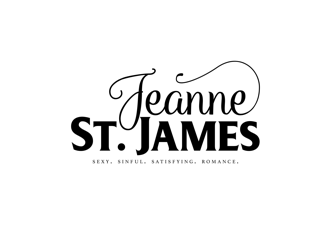 Jeanne
ST. JAMES
SEXY. SINFUL. SATISFYING. ROMANCE.